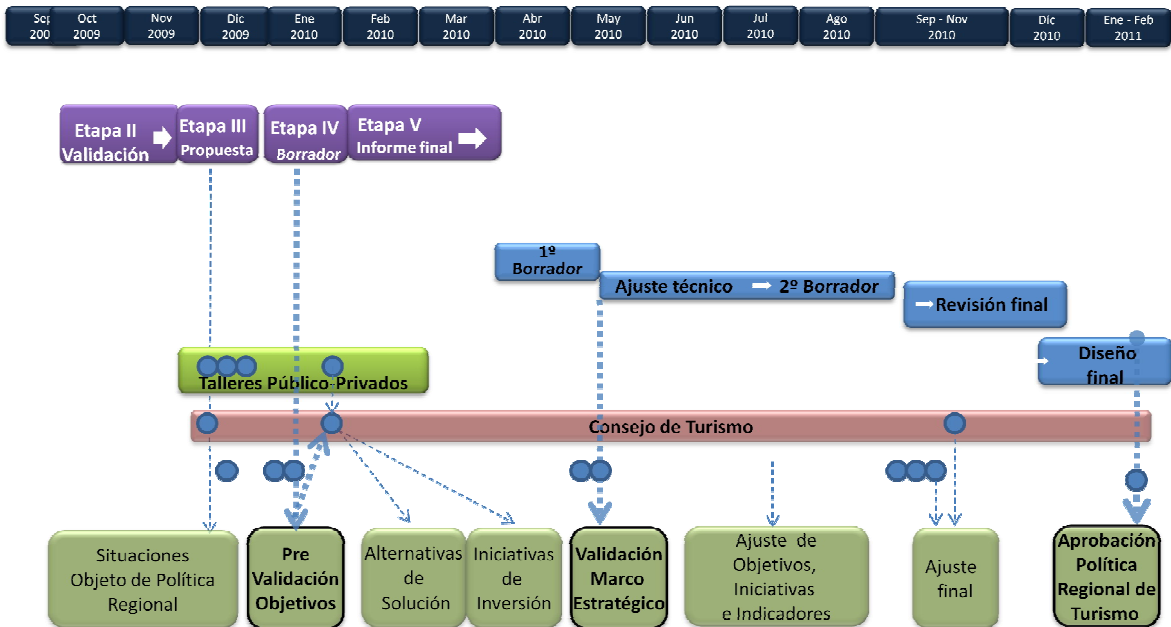 Sep
Oct
2009
Nov
2009
Dic
2009
Ene
2010
Feb
2010
Mar
2010
Abr
2010
May
2010
Jun
2010
Jul
2010
Ago
2010
Sep - Nov
2010
Dic
2010
Ene - Feb
2011
Etapa II
Validación
Etapa III
Propuesta
Etapa IV
Borrador
Etapa V
Informe final
1º
Borrador
Ajuste técnico
2º Borrador
Revisión final
Diseño
final
Talleres Público-Privados
Consejo de Turismo
Situaciones
Objeto de Política
Regional
Pre
Validación
Objetivos
Alternativas
de
Solución
Iniciativas
de
Inversión
Validación
Marco
Estratégico
Ajuste de
Objetivos,
Iniciativas
e Indicadores
Ajuste
final
Aprobación
Política
Regional de
Turismo